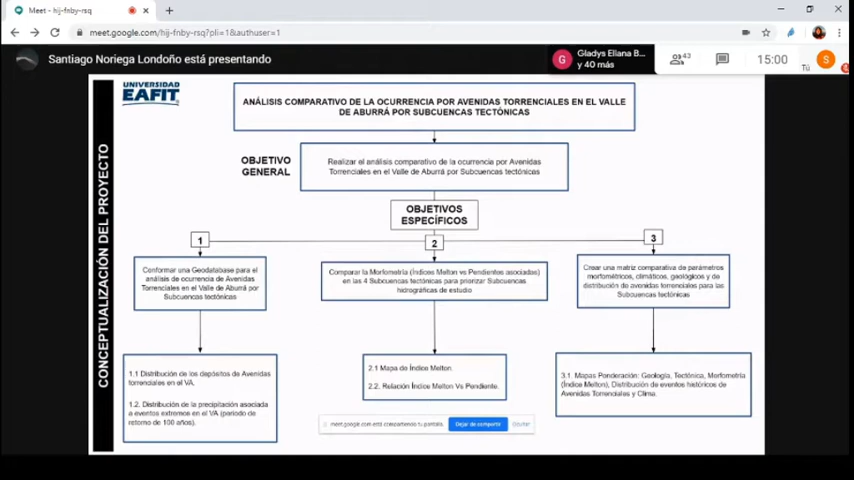 Meet - hij-fnby-rsq
meet.google.com/hij-fnby-rsq?pli=1&authuser=1
Santiago Noriega Londoño está presentando
G
Gladys Eliana B...
y 40 más
43
15:00
Tú
S
UNIVERSIDAD
EAFIT
CONCEPTUALIZACIÓN DEL PROYECTO
ANÁLISIS COMPARATIVO DE LA OCURRENCIA POR AVENIDAS TORRENCIALES EN EL VALLE
DE ABURRÁ POR SUBCUENCAS TECTÓNICAS
OBJETIVO
GENERAL
Realizar el análisis comparativo de la ocurrencia por Avenidas
Torrenciales en el Valle de Aburrá por Subcuencas tectónicas
OBJETIVOS
ESPECÍFICOS
1
2
3
Conformar una Geodatabase para el
análisis de ocurrencia de Avenidas
Torrenciales en el Valle de Aburrá por
Subcuencas tectónicas
Comparar la Morfometría (Índices Melton vs Pendientes asociadas)
en las 4 Subcuencas tectónicas para priorizar Subcuencas
hidrográficas de estudio
Crear una matriz comparativa de parámetros
morfométricos, climáticos, geológicos y de
distribución de avenidas torrenciales para las
Subcuencas tectónicas
1.1 Distribución de los depósitos de Avenidas
torrenciales en el VA.
1.2. Distribución de la precipitación asociada
a eventos extremos en el VA (período de
retorno de 100 años).
2.1 Mapa de Índice Melton.
2.2. Relación Índice Melton Vs Pendiente.
3.1. Mapas Ponderación: Geología, Tectónica, Morfometría
(Índice Melton), Distribución de eventos históricos de
Avenidas Torrenciales y Clima.
meet.google.com está compartiendo tu pantalla.
Dejar de compartir
Ocultar